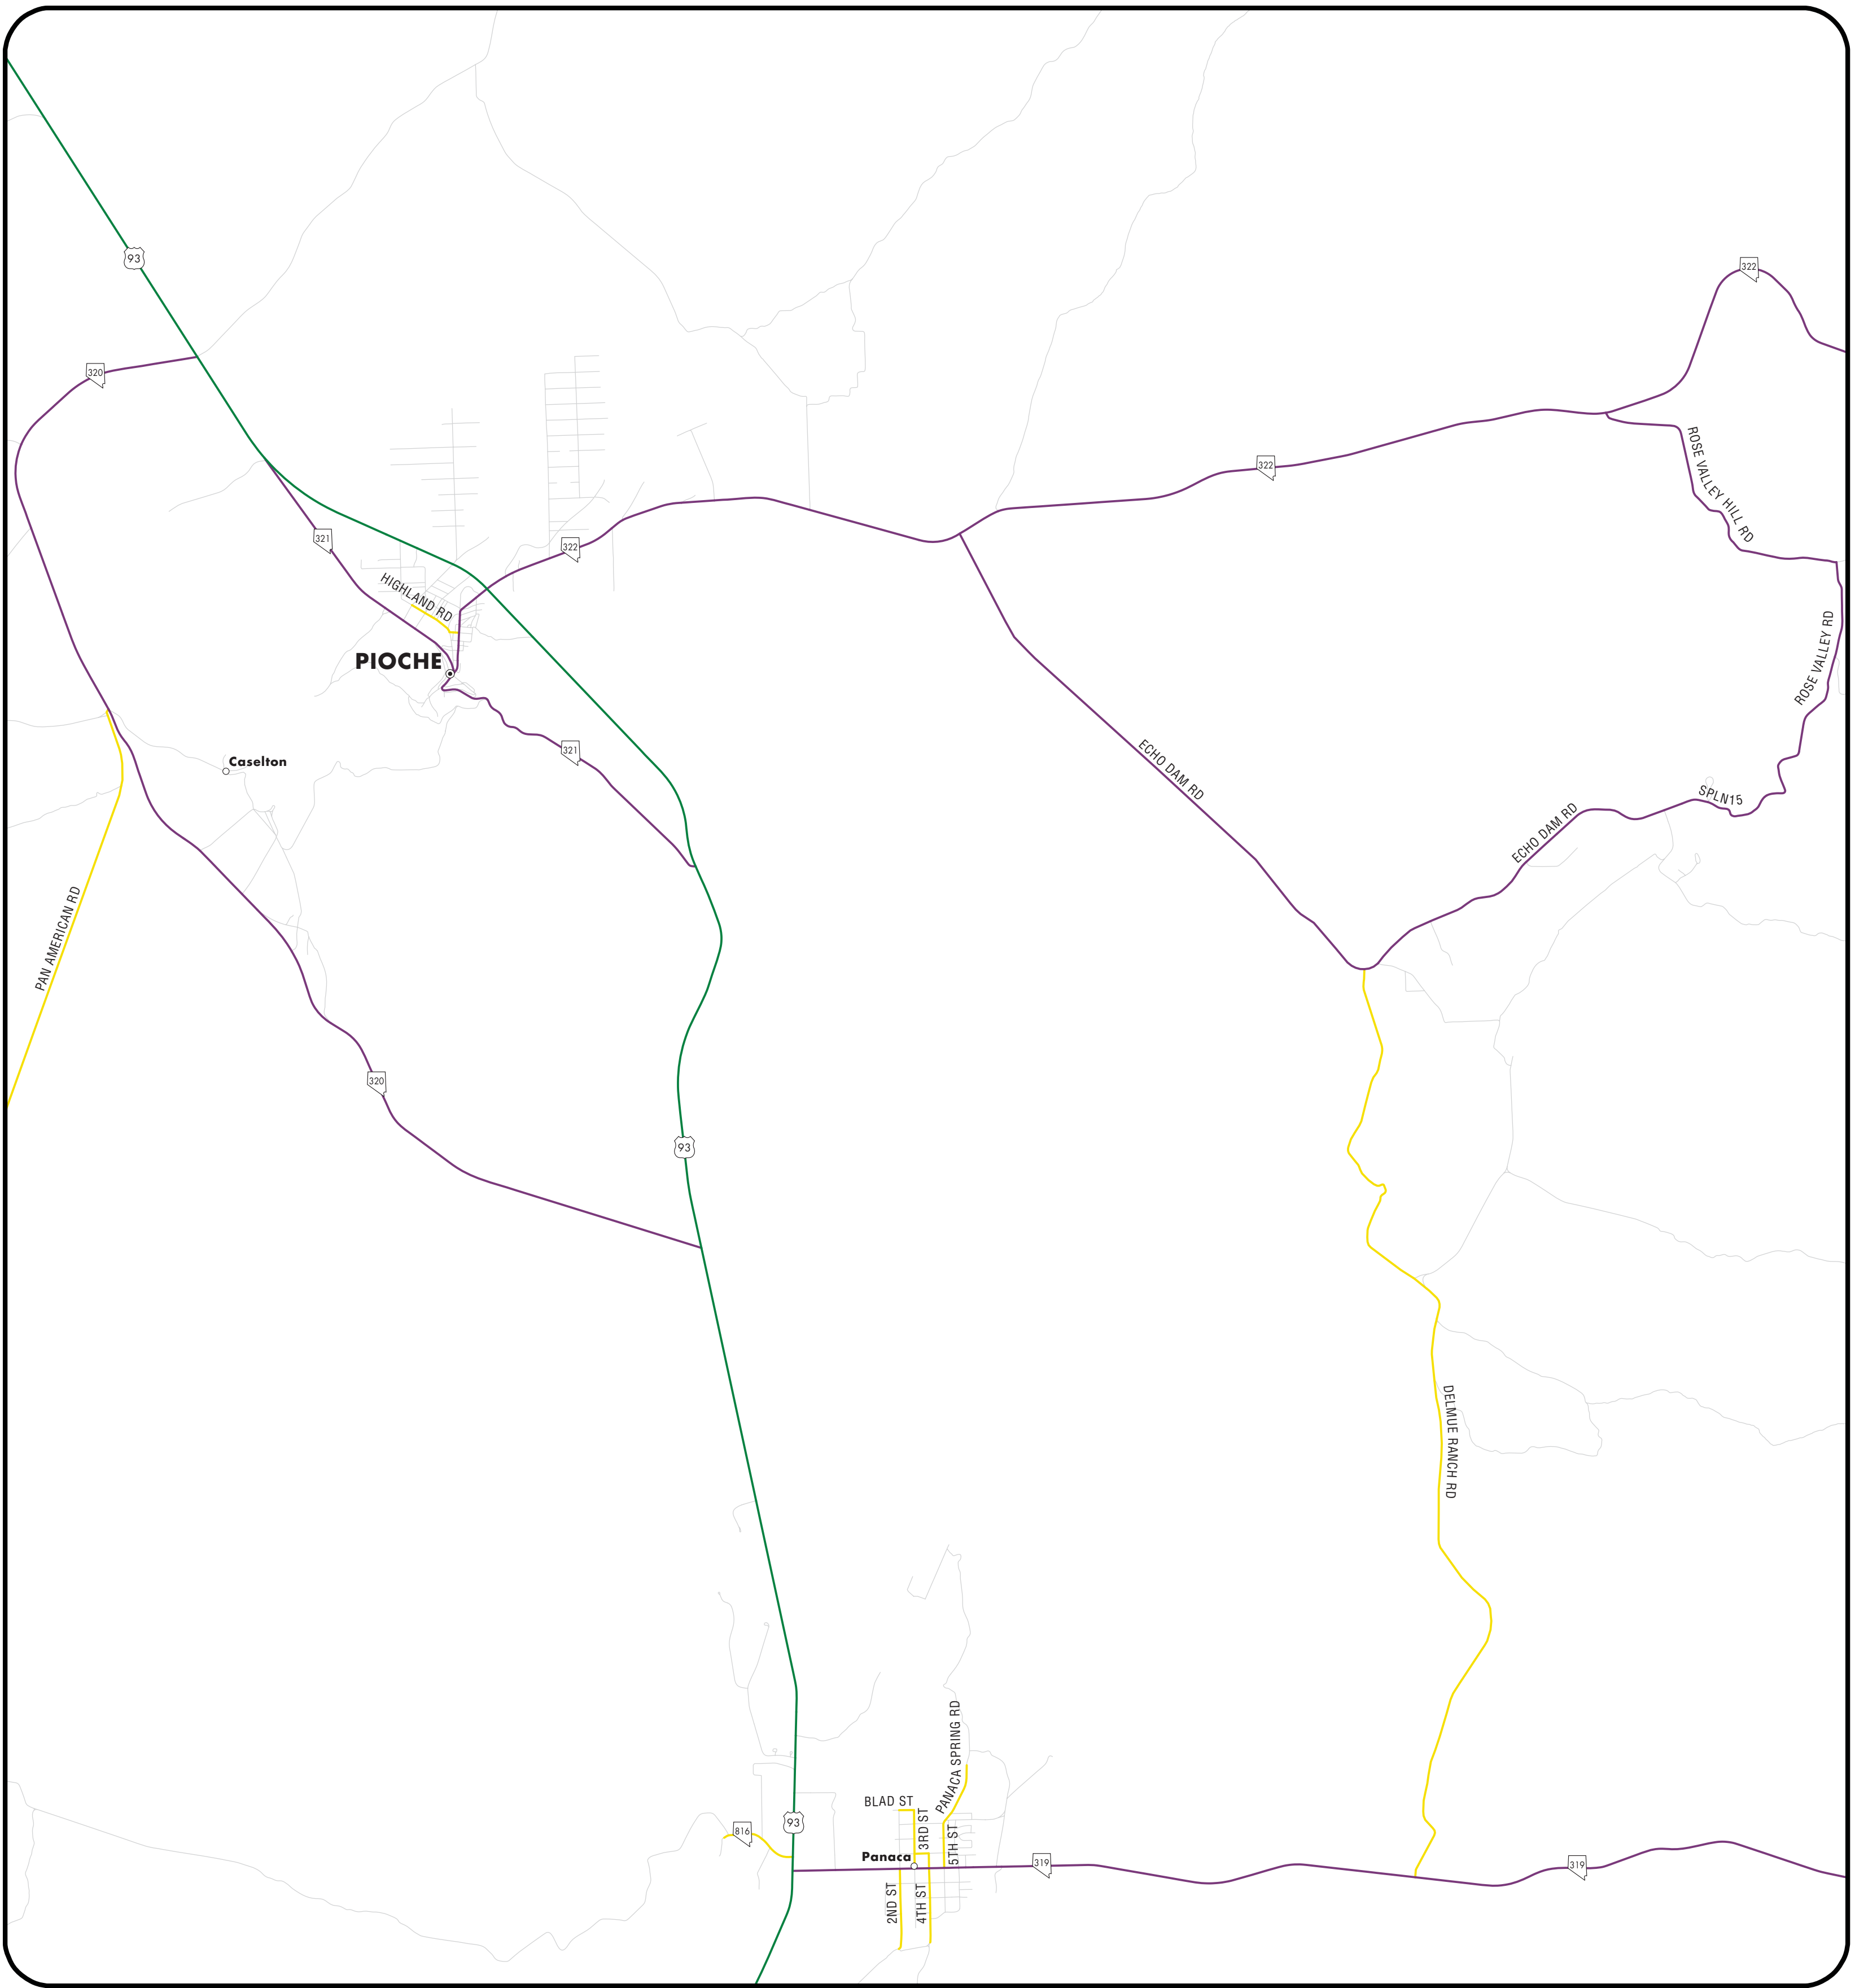 93
322
320
322
ROSE VALLEY HILL RD
321
322
HIGHLAND RD
PIOCHE
ROSE VALLEY RD
321
ECHO DAM RD
Caselton
SPLN15
ECHO DAM RD
PAN AMERICAN RD
320
93
DELMUE RANCH RD
PANACA SPRING RD
BLAD ST
93
816
3RD ST
5TH ST
Panaca
319
319
2ND ST
4TH ST